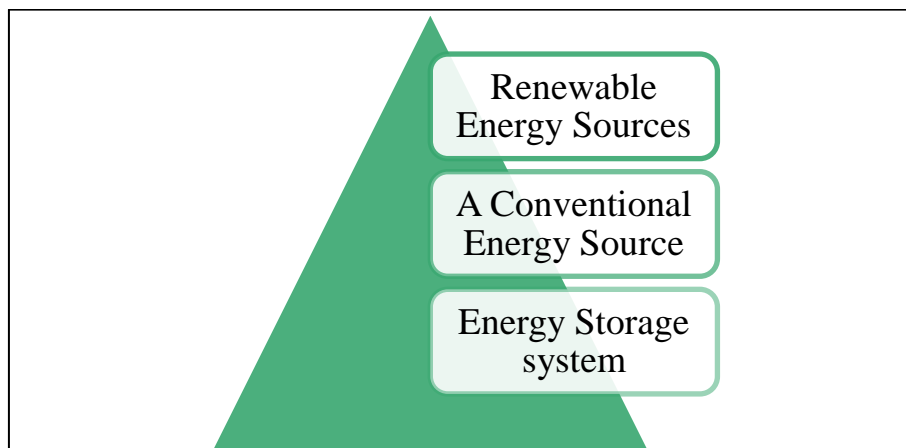 Renewable
Energy Sources
A Conventional
Energy Source
Energy Storage
system